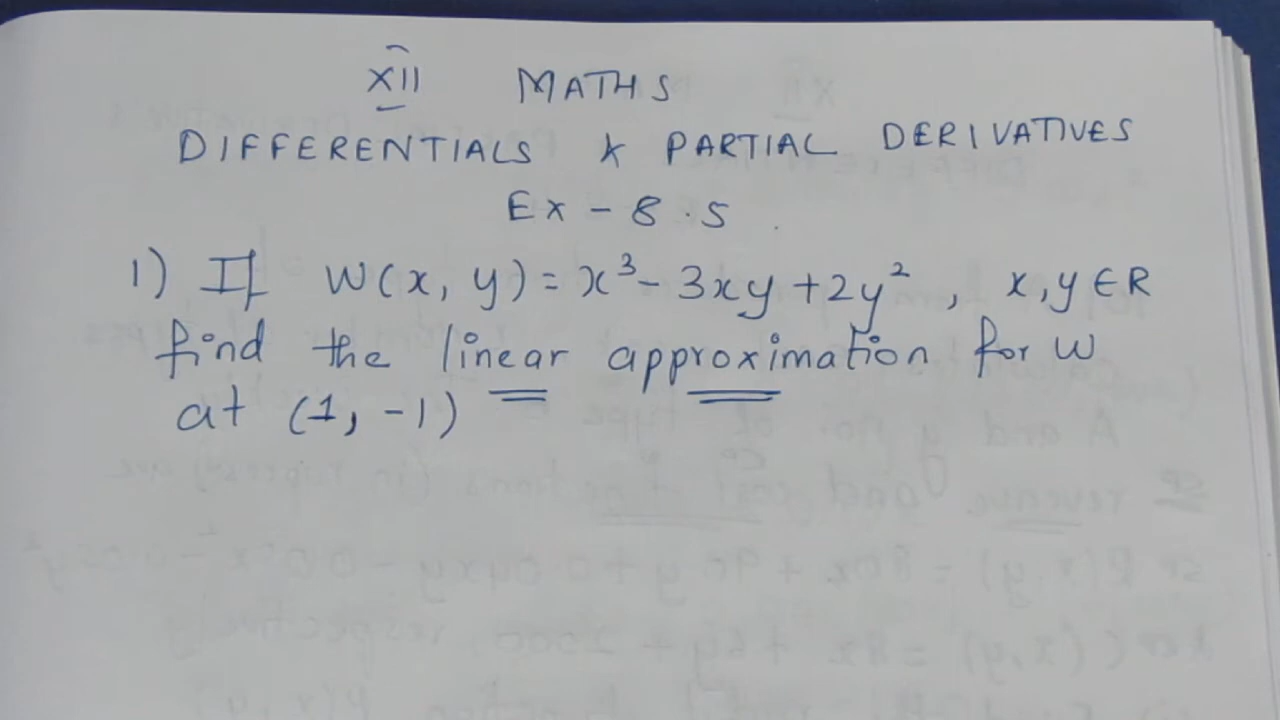 XII MATHS
DIFFERENTIALS & PARTIAL DERIVATIVES
Ex - 8.5
1) If W(x, y) = x³ - 3xy + 2y², x, y ∈ R
find the linear approximation for W
at (1, -1)